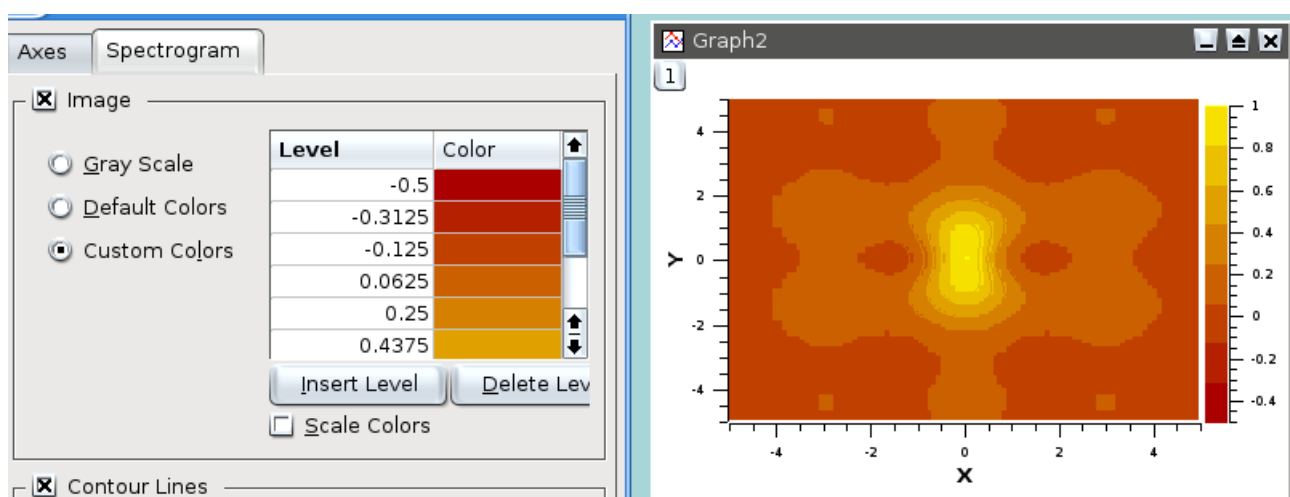 Axes Spectrogram
Image
Gray Scale
Default Colors
Custom Colors
Level Color
-0.5
-0.3125
-0.125
0.0625
0.25
0.4375
Insert Level Delete Lev
Scale Colors
Contour Lines
Graph2
1
4
2
0
-2
-4
Y
-4 -2 0 2 4
X
1
0.8
0.6
0.4
0.2
0
-0.2
-0.4